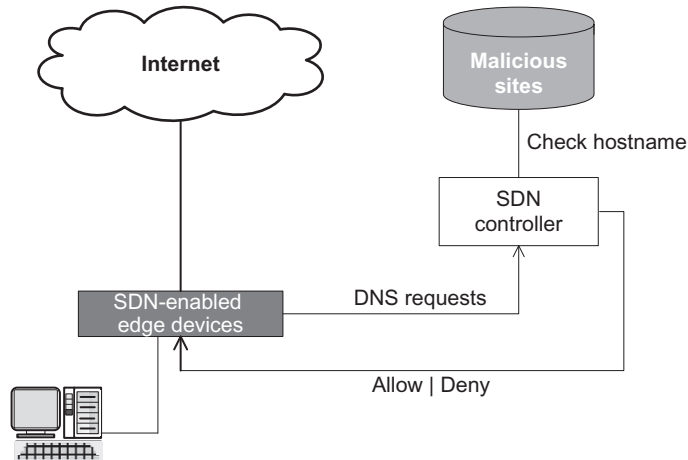 Internet
Malicious
sites
Check hostname
SDN
controller
SDN-enabled
edge devices
DNS requests
Allow | Deny